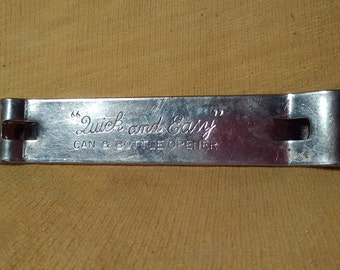 "Quick and Easy"
CAN & BOTTLE OPENER